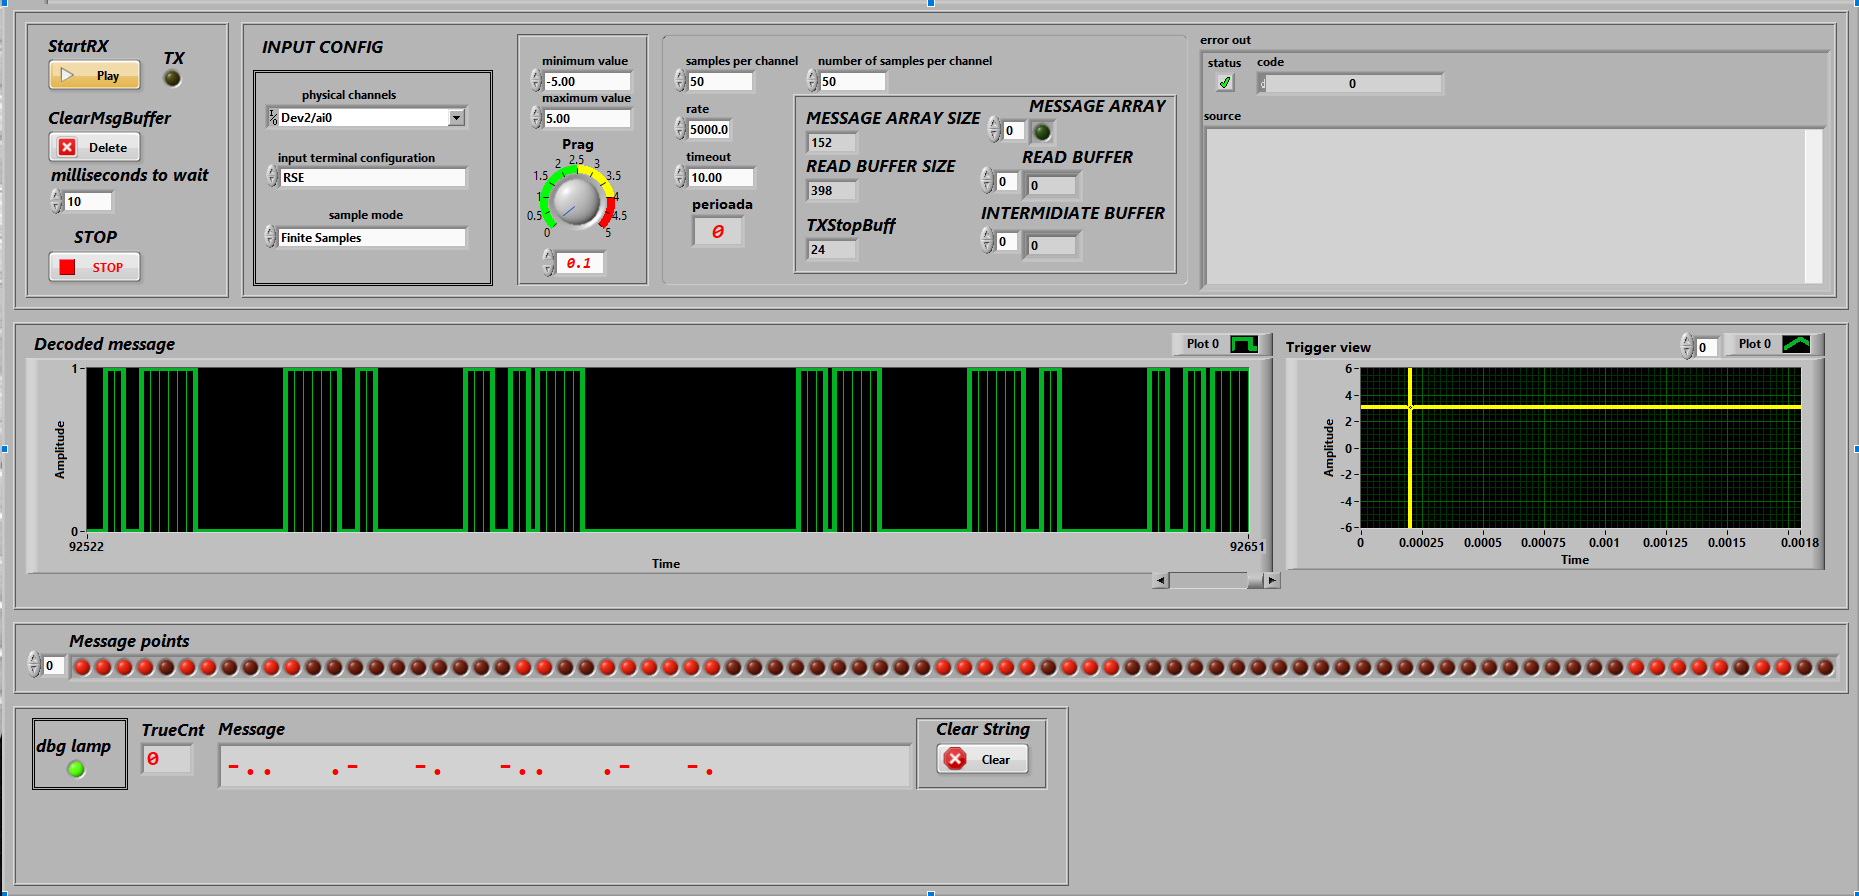 StartRX
TX
Play
ClearMsgBuffer
Delete
milliseconds to wait
10
STOP
STOP
INPUT CONFIG
physical channels
I/0 Dev2/ai0
input terminal configuration
RSE
sample mode
Finite Samples
minimum value
-5.00
maximum value
5.00
Prag
0 0.5 1 1.5 2 2.5 3 3.5 4 4.5 5
0.1
samples per channel
50
number of samples per channel
50
rate
5000.0
timeout
10.00
perioada
0
MESSAGE ARRAY SIZE
152
READ BUFFER SIZE
398
TXStopBuff
24
MESSAGE ARRAY
0
READ BUFFER
0 0
INTERMIDIATE BUFFER
0 0
error out
status code
d 0
source
Decoded message
Plot 0
Amplitude
1
0
92522 92651
Time
Trigger view
0 Plot 0
Amplitude
6
4
2
0
-2
-4
-6
0 0.00025 0.0005 0.00075 0.001 0.00125 0.0015 0.0018
Time
Message points
0
dbg lamp
TrueCnt
0
Message
-.. .- -. -.. .- -.
Clear String
Clear